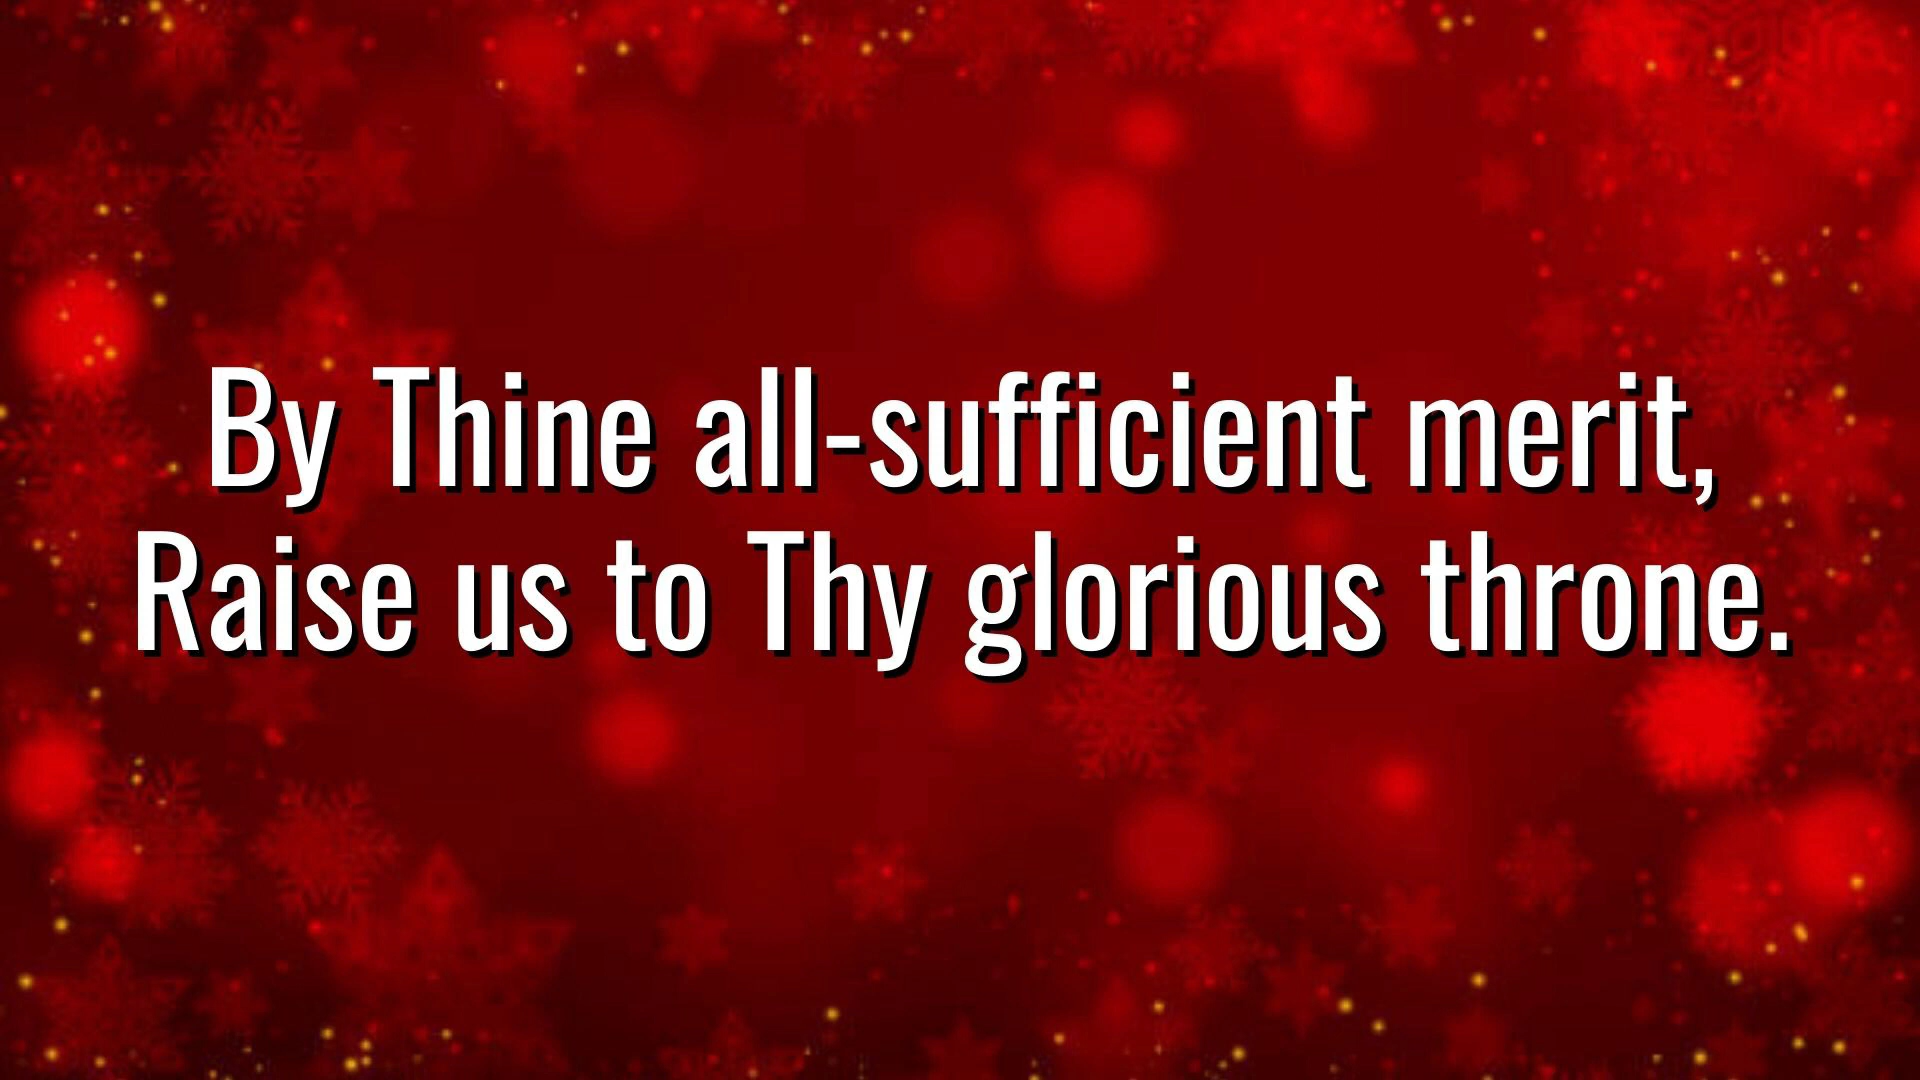 By Thine all-sufficient merit,
Raise us to Thy glorious throne.